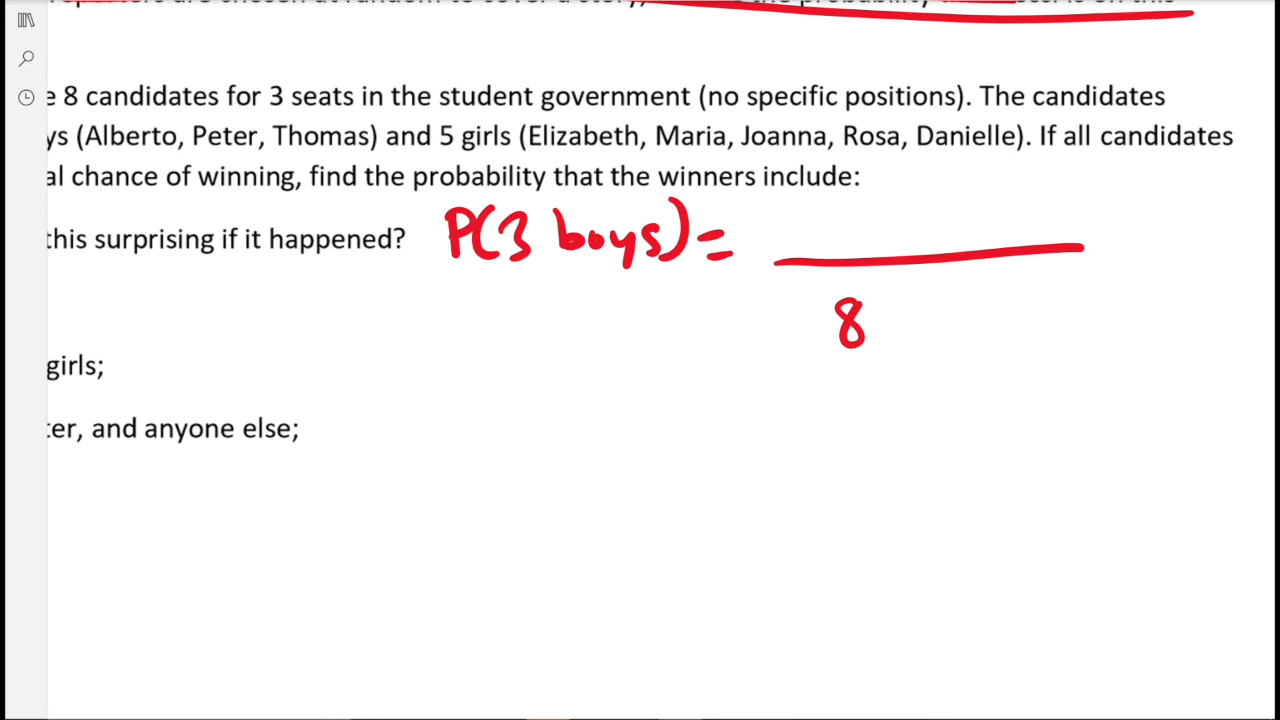 e 8 candidates for 3 seats in the student government (no specific positions). The candidates
ys (Alberto, Peter, Thomas) and 5 girls (Elizabeth, Maria, Joanna, Rosa, Danielle). If all candidates
al chance of winning, find the probability that the winners include:
this surprising if it happened? P(3 boys)=
8
girls;
ter, and anyone else;